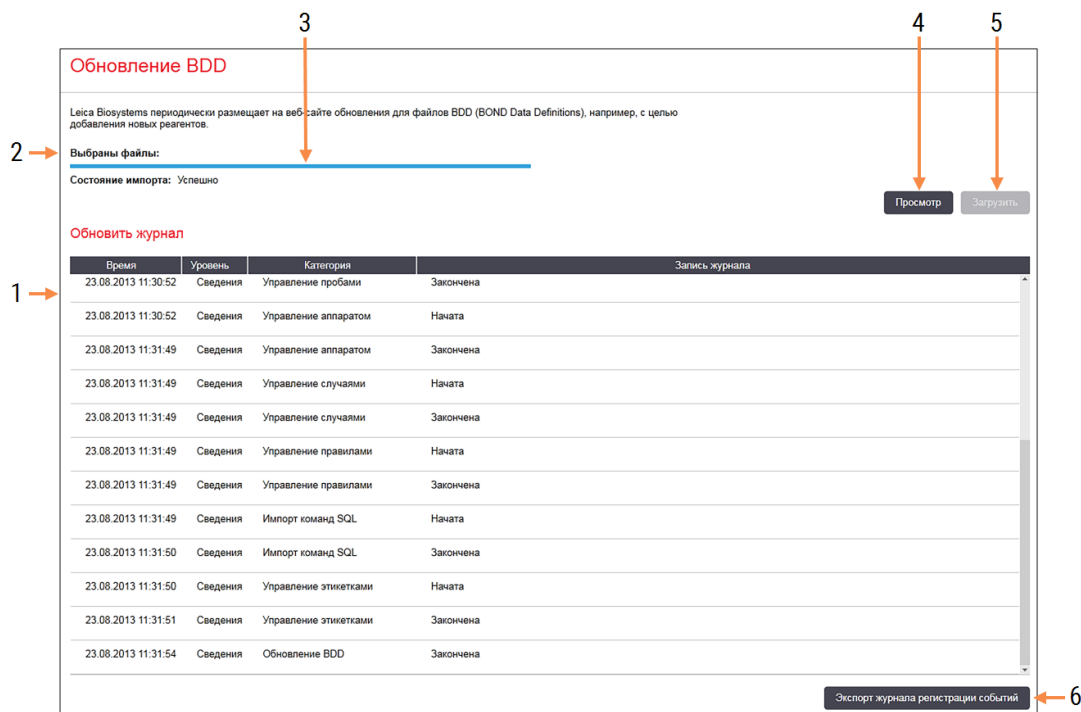 3 4 5
Обновление BDD
Leica Biosystems периодически размещает на веб-сайте обновления для файлов BDD (BOND Data Definitions), например, с целью
добавления новых реагентов.
2 Выбраны файлы:
Состояние импорта: Успешно
Просмотр Загрузить
Обновить журнал
Время Уровень Категория Запись журнала
1
23.08.2013 11:30:52 Сведения Управление пробами Закончена
23.08.2013 11:30:52 Сведения Управление аппаратом Начата
23.08.2013 11:31:49 Сведения Управление аппаратом Закончена
23.08.2013 11:31:49 Сведения Управление случаями Начата
23.08.2013 11:31:49 Сведения Управление случаями Закончена
23.08.2013 11:31:49 Сведения Управление правилами Начата
23.08.2013 11:31:49 Сведения Управление правилами Закончена
23.08.2013 11:31:49 Сведения Импорт команд SQL Начата
23.08.2013 11:31:50 Сведения Импорт команд SQL Закончена
23.08.2013 11:31:50 Сведения Управление этикетками Начата
23.08.2013 11:31:51 Сведения Управление этикетками Закончена
23.08.2013 11:31:54 Сведения Обновление BDD Закончена
Экспорт журнала регистрации событий 6